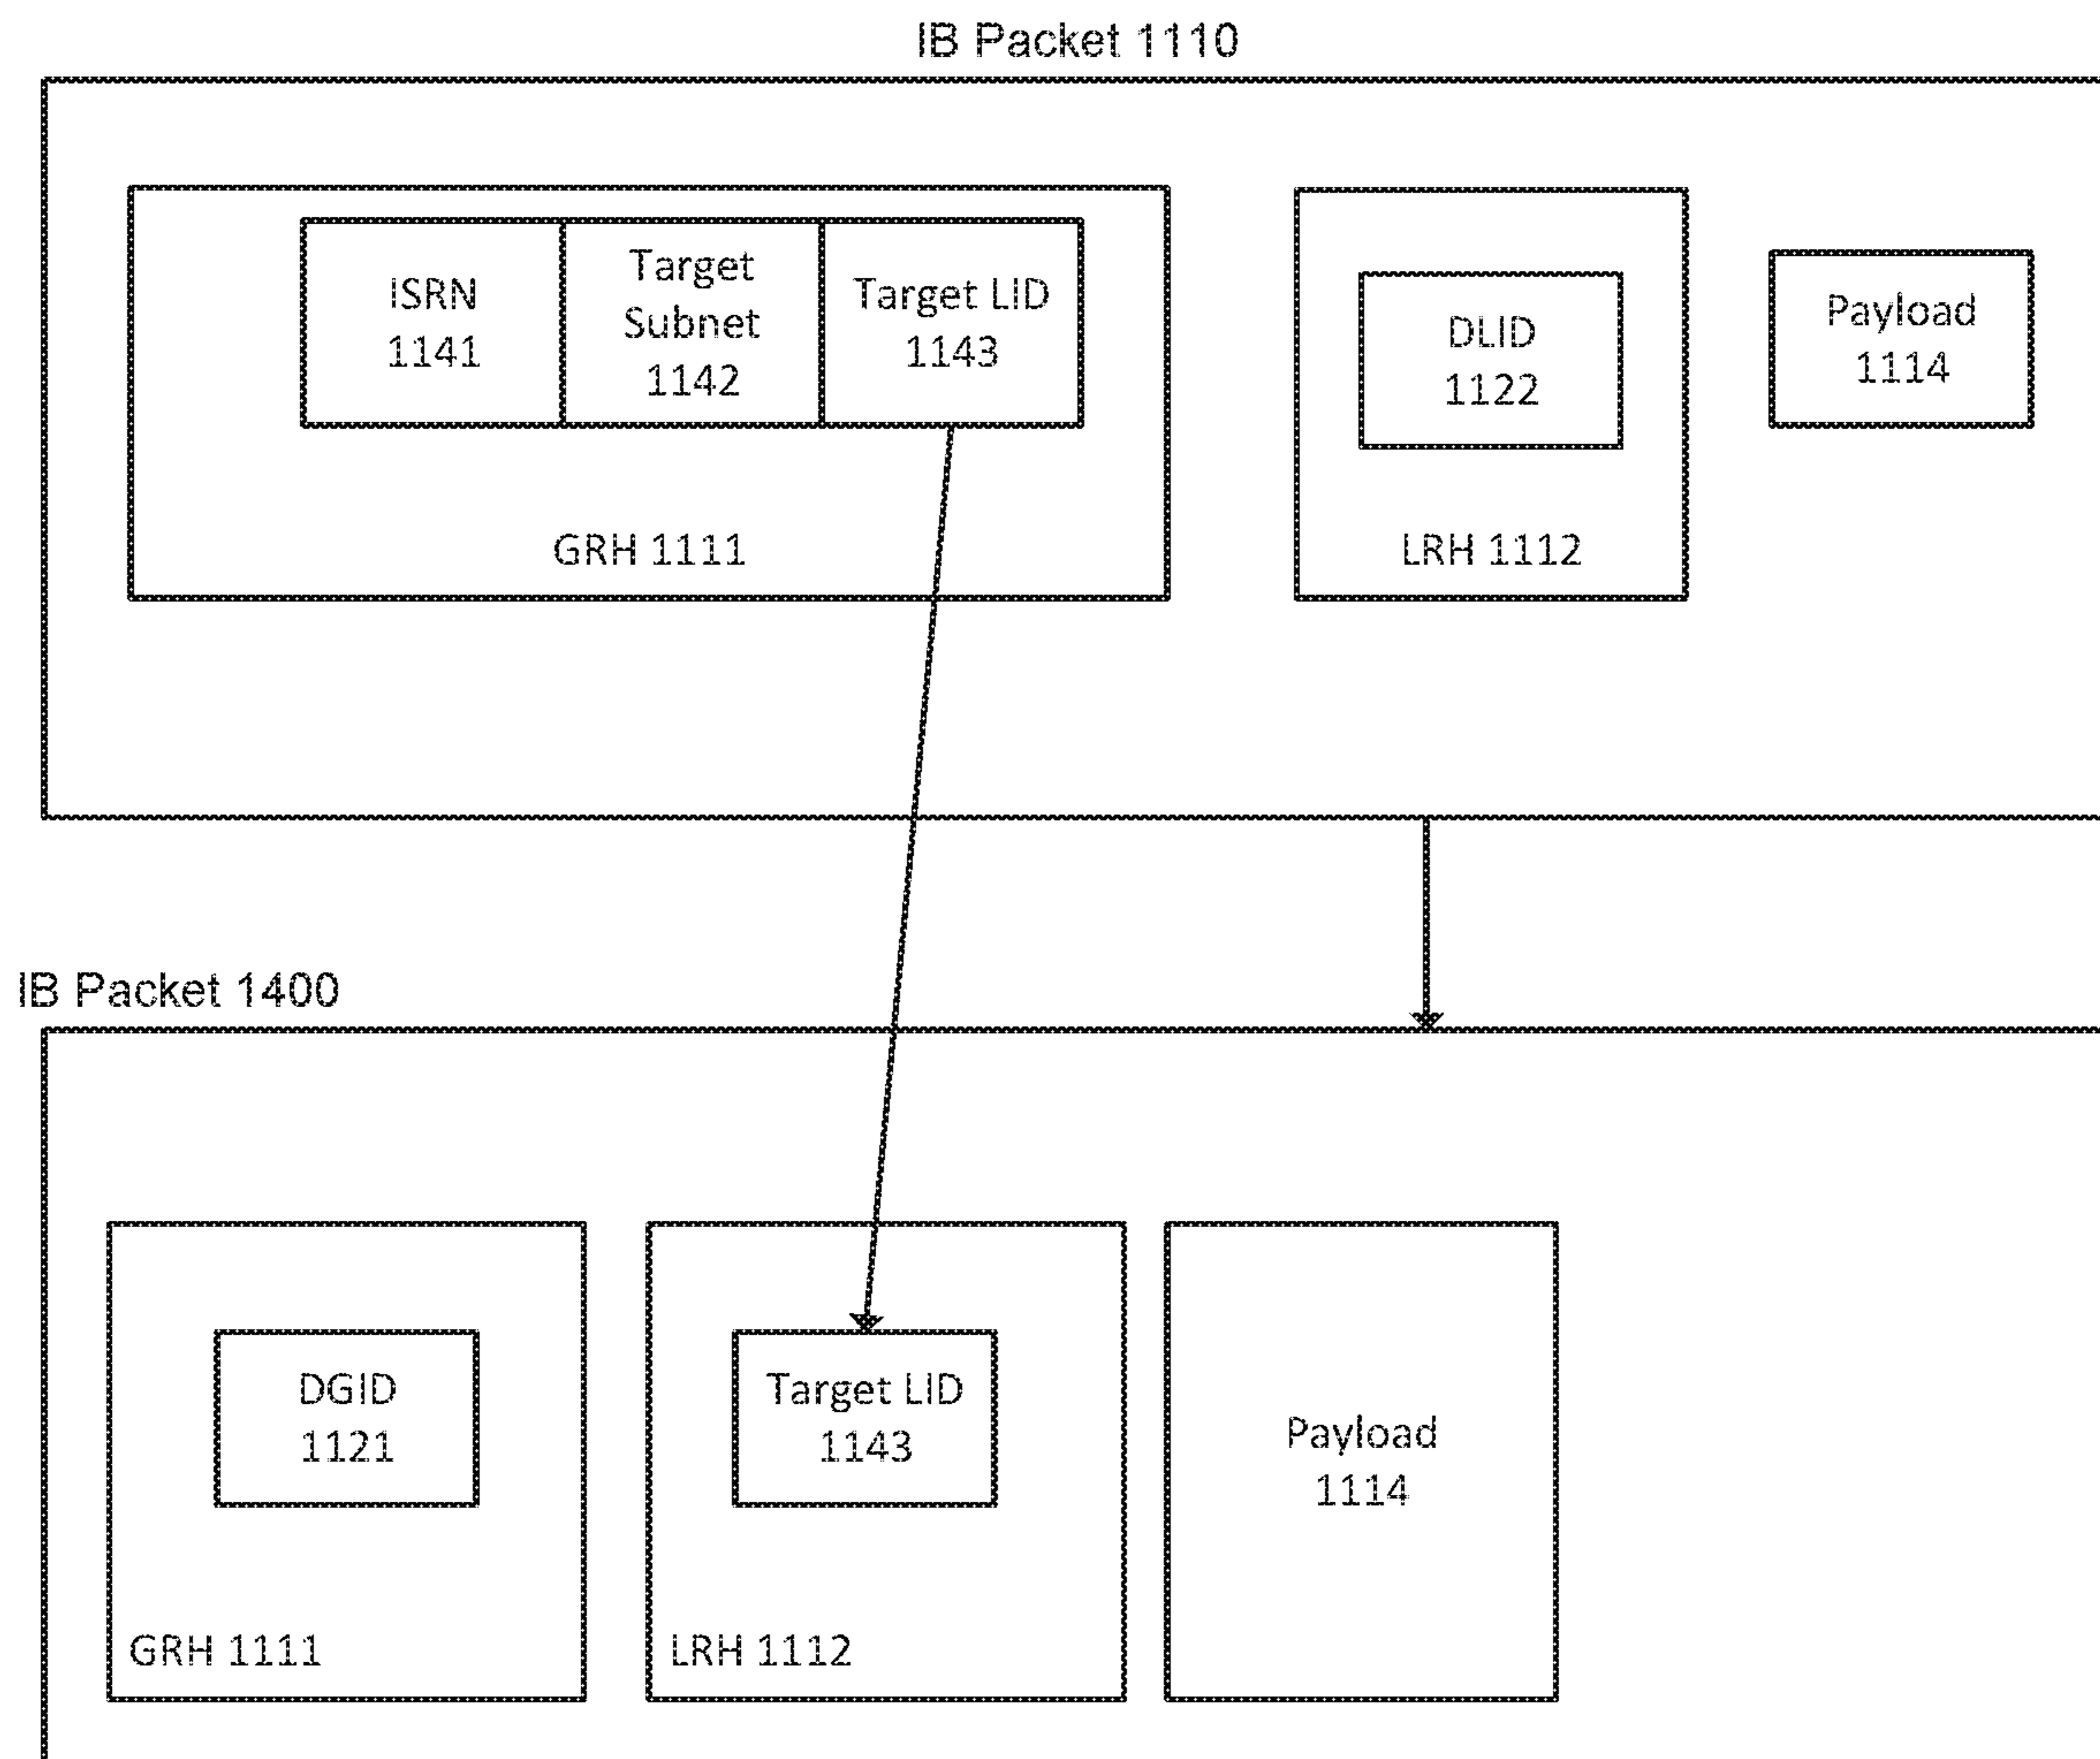 IB Packet 1110
ISRN
1141
Target
Subnet
1142
Target LID
1143
GRH 1111
DLID
1122
LRH 1112
Payload
1114
IB Packet 1400
DGID
1121
GRH 1111
Target LID
1143
LRH 1112
Payload
1114